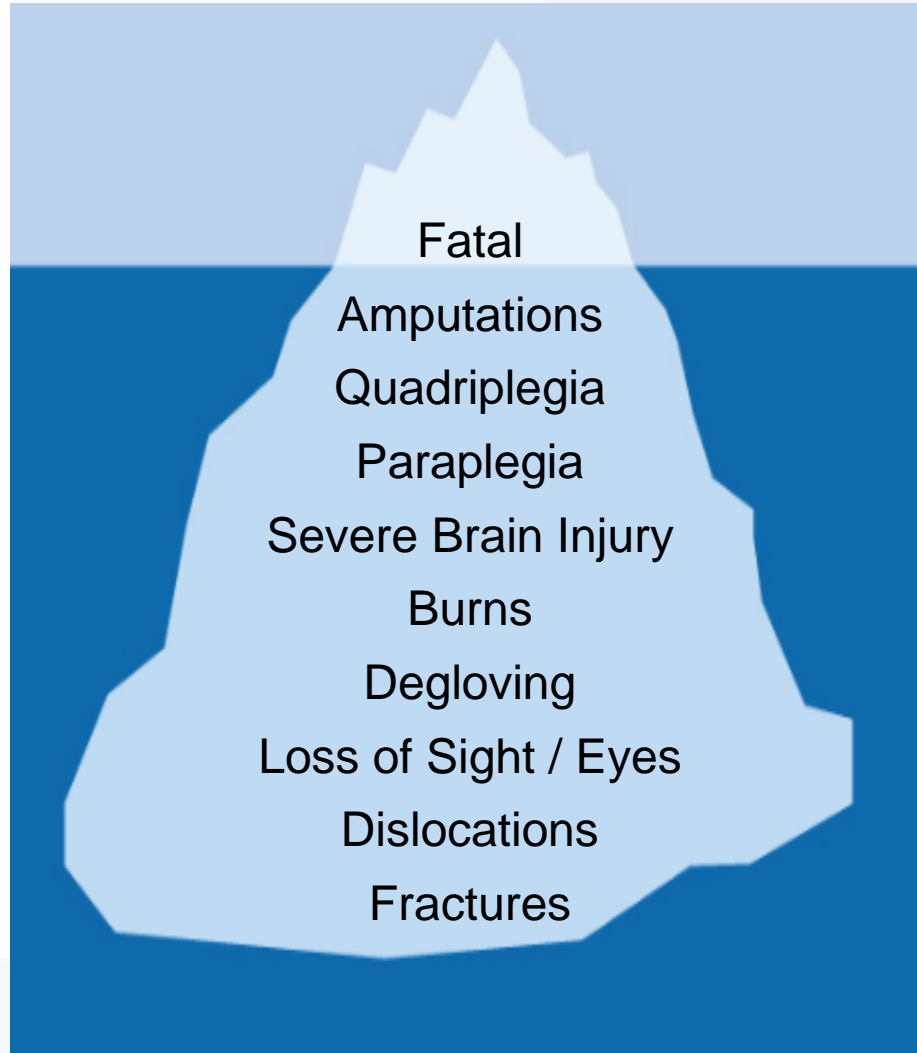 Fatal
Amputations
Quadriplegia
Paraplegia
Severe Brain Injury
Burns
Degloving
Loss of Sight / Eyes
Dislocations
Fractures